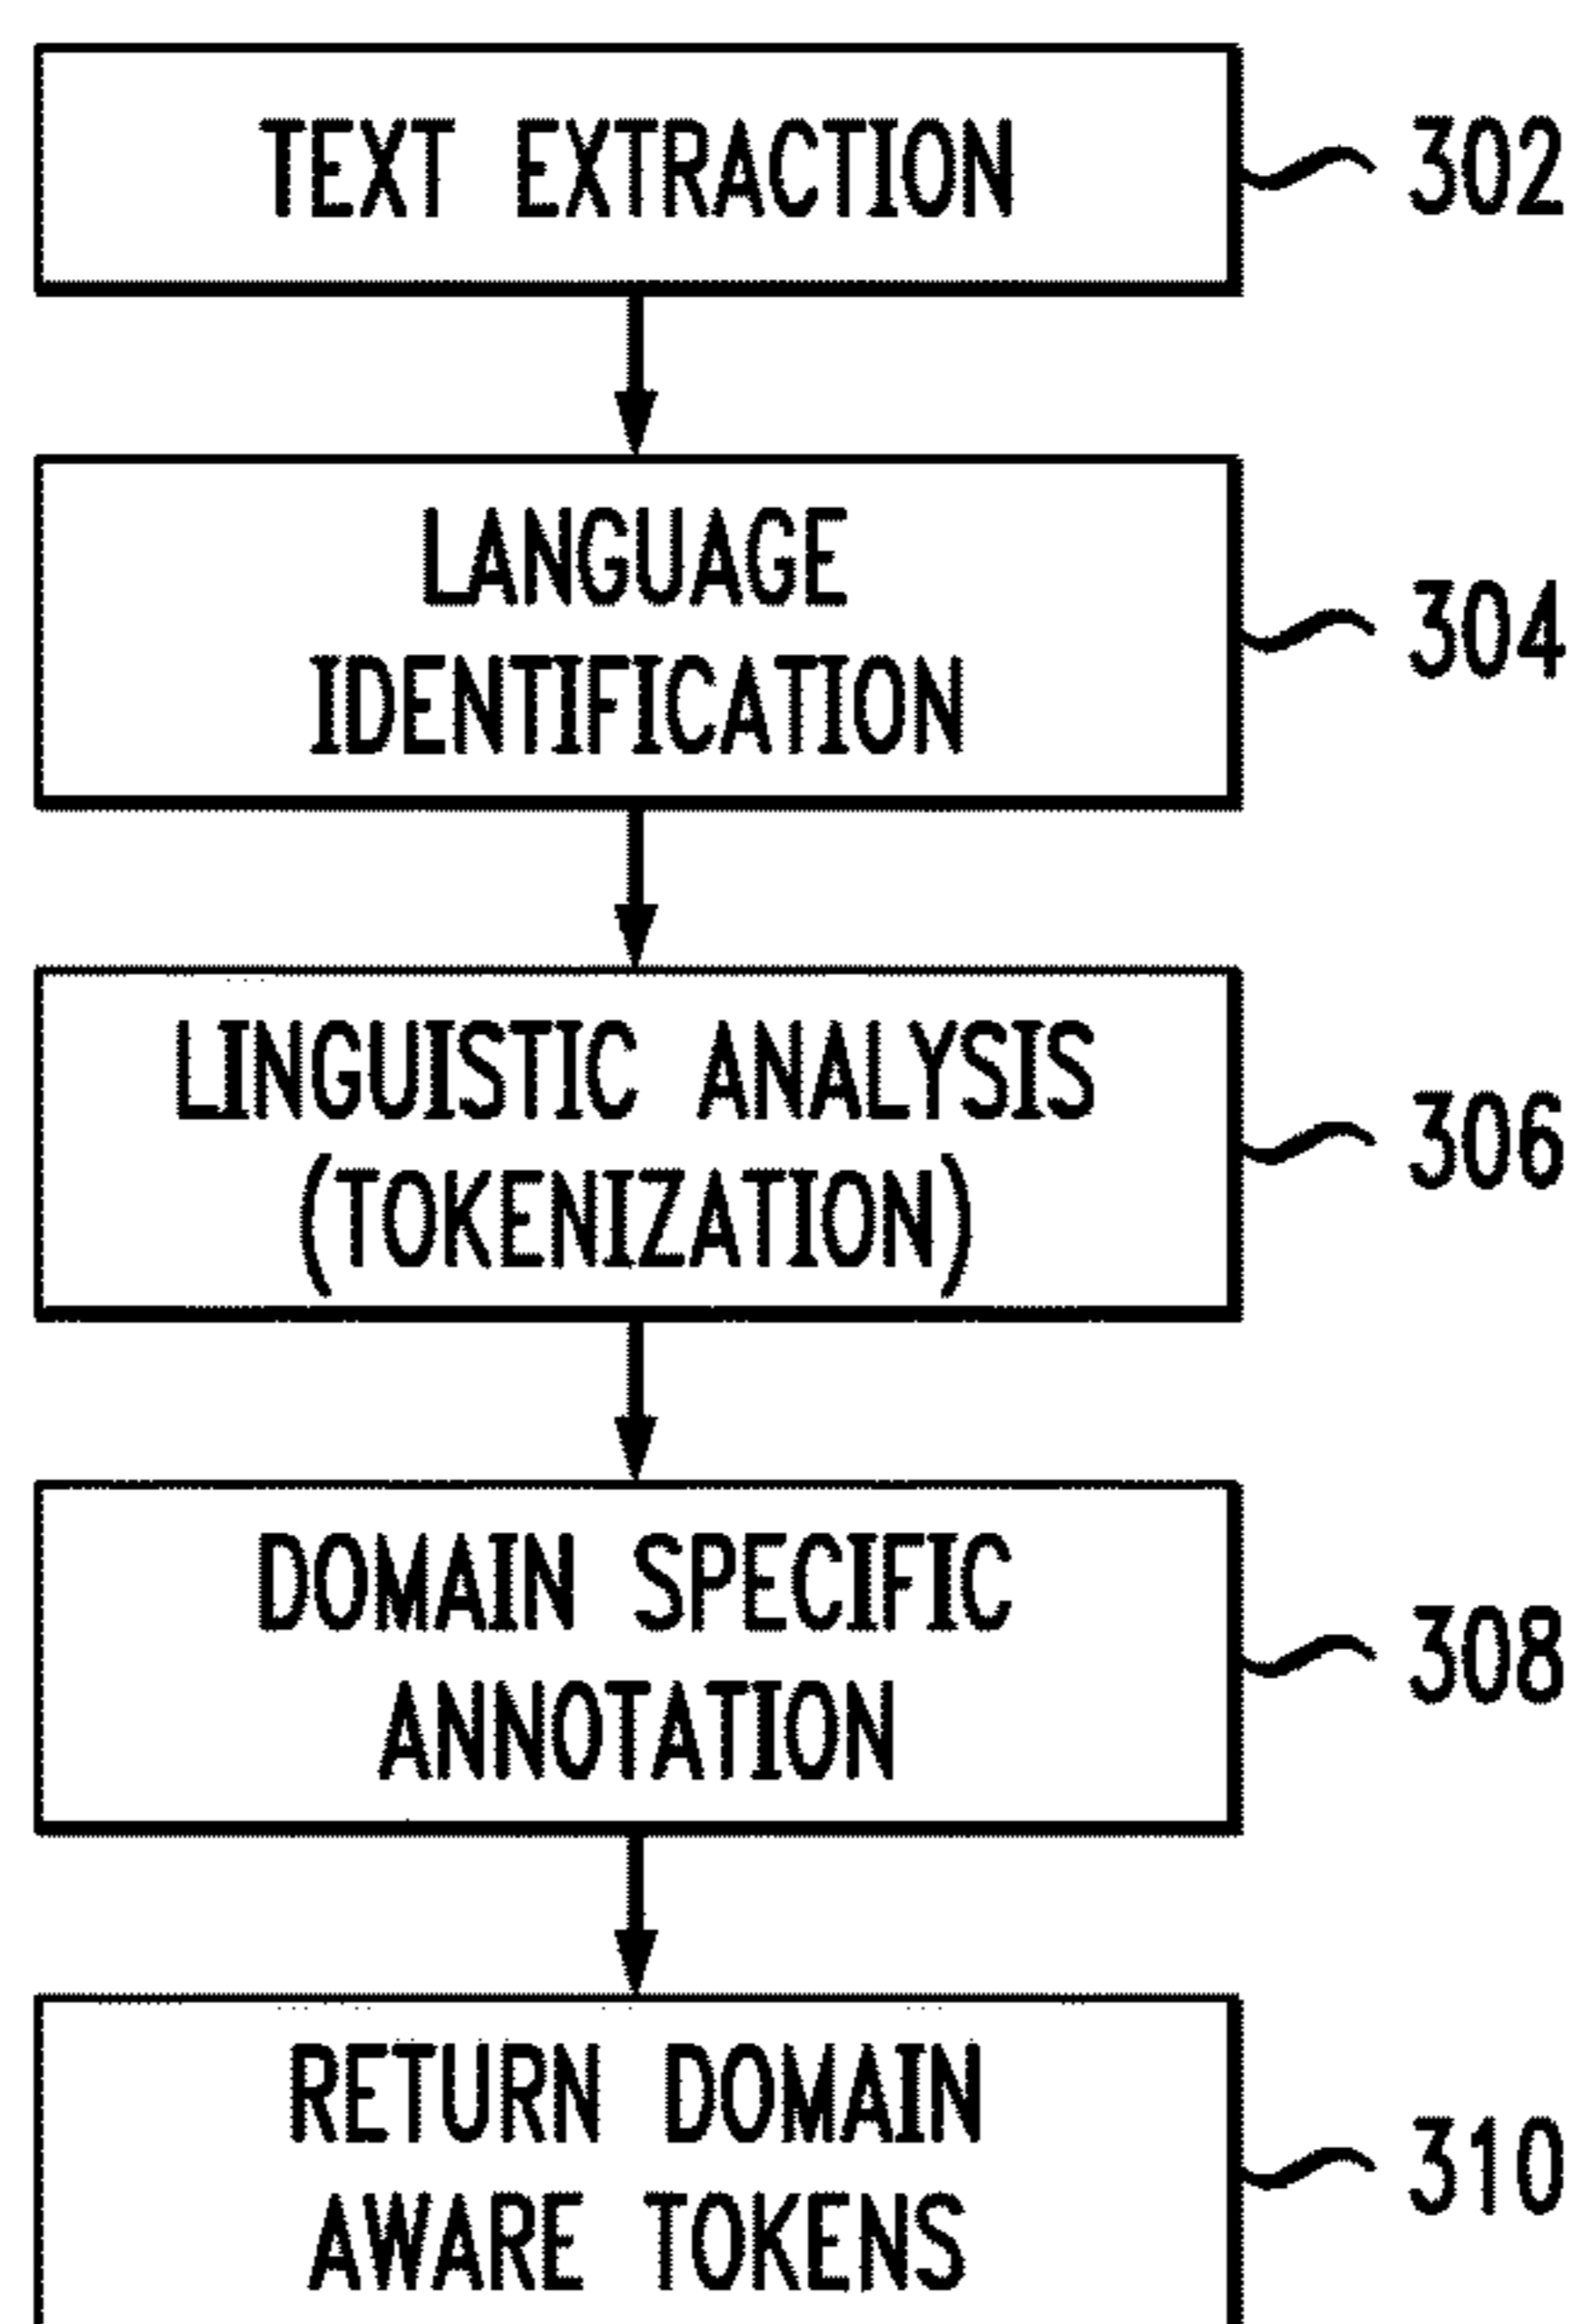 TEXT EXTRACTION
302
LANGUAGE
IDENTIFICATION
304
LINGUISTIC ANALYSIS
(TOKENIZATION)
306
DOMAIN SPECIFIC
ANNOTATION
308
RETURN DOMAIN
AWARE TOKENS
310